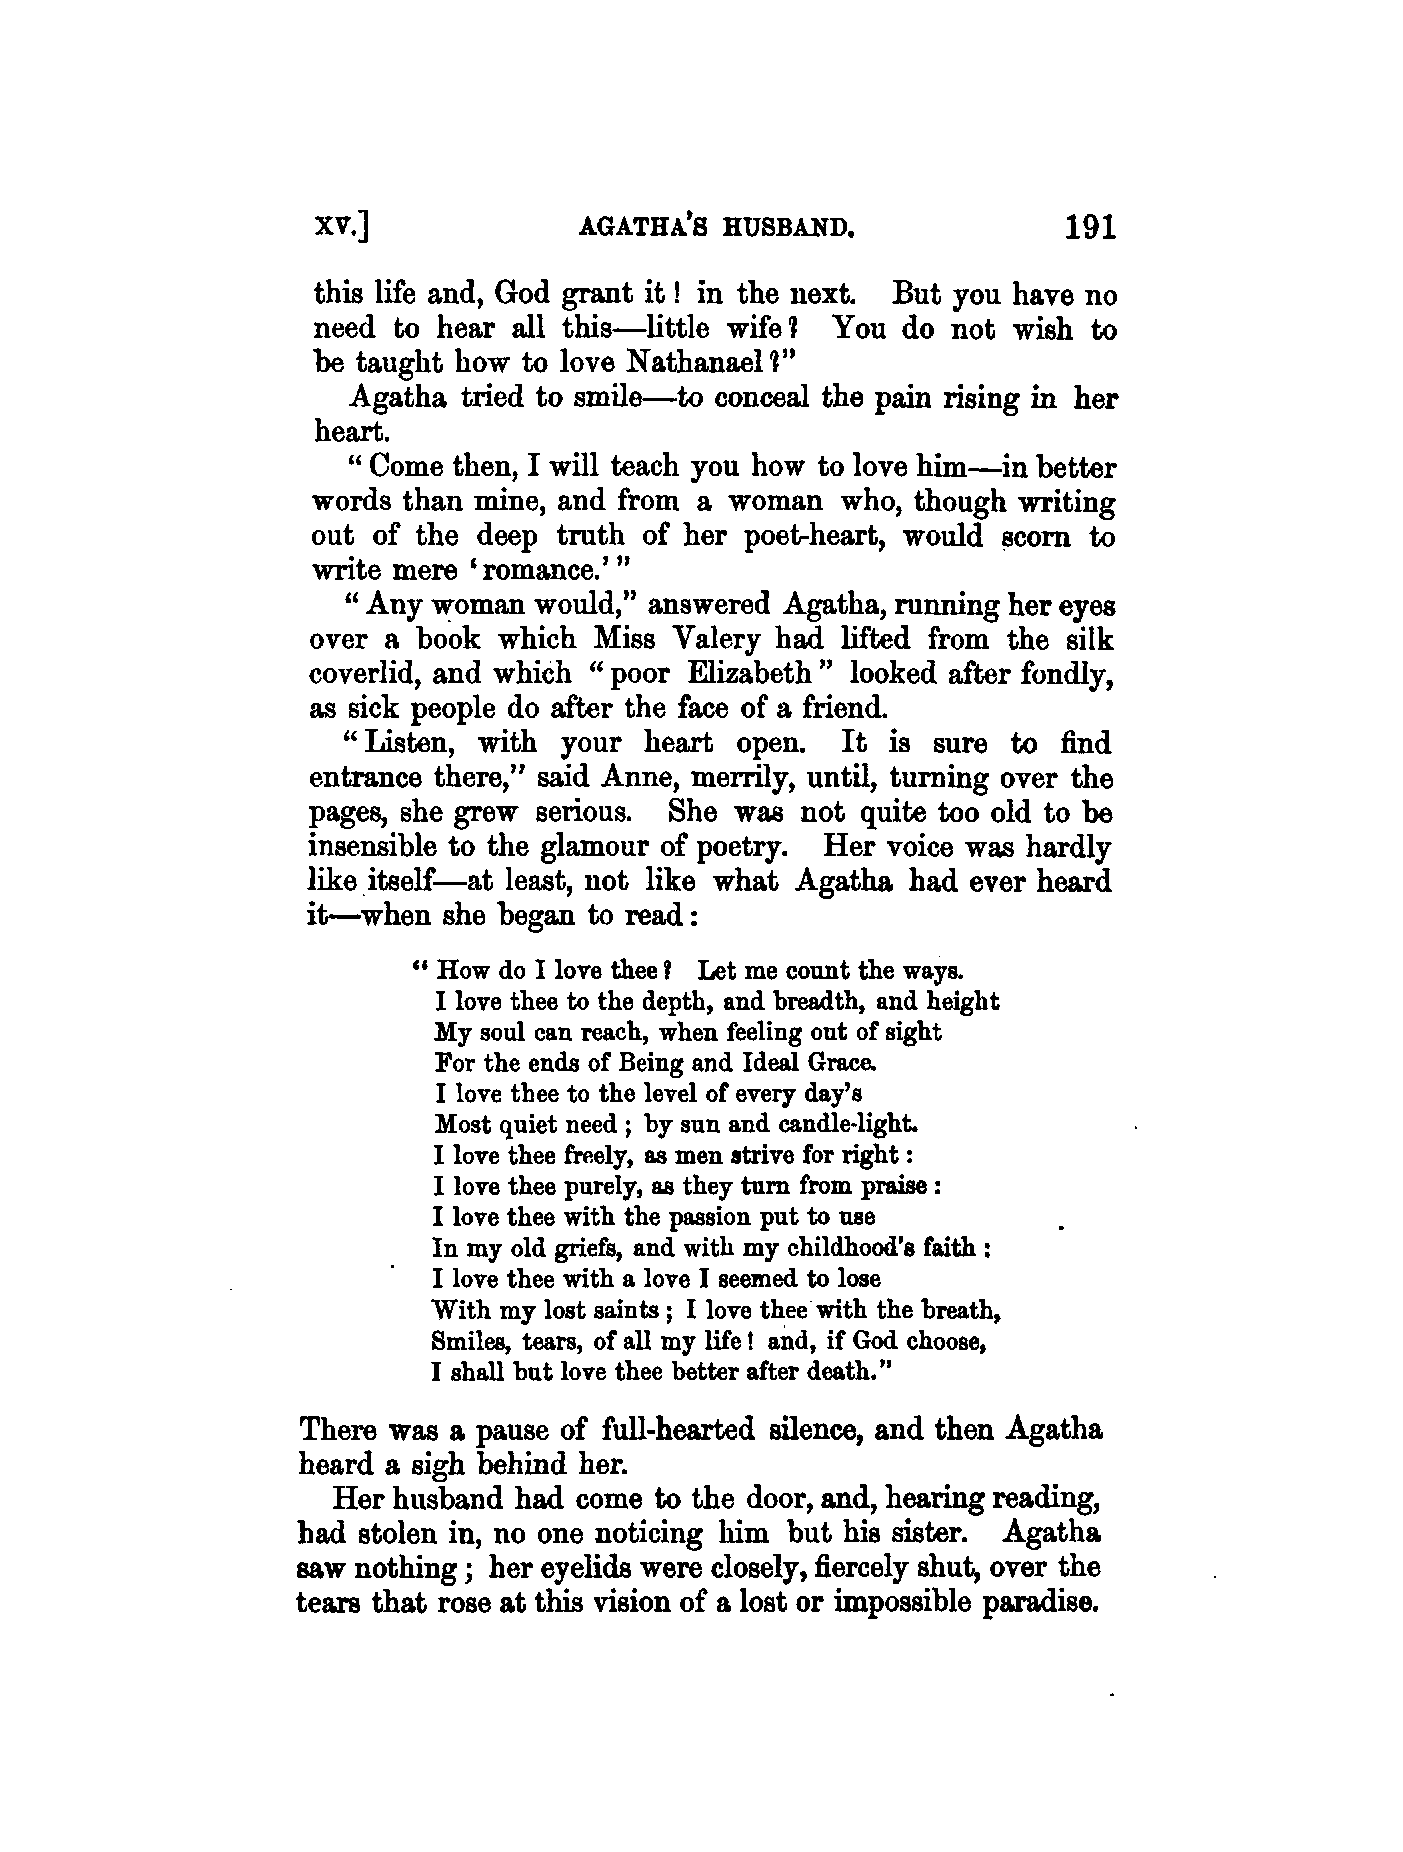 XV.] AGATHA'S HUSBAND. 191
this life and, God grant it! in the next. But you have no
need to hear all this—little wife? You do not wish to
be taught how to love Nathanael?"
Agatha tried to smile—to conceal the pain rising in her
heart.
"Come then, I will teach you how to love him—in better
words than mine, and from a woman who, though writing
out of the deep truth of her poet-heart, would scorn to
write mere 'romance.'"
"Any woman would," answered Agatha, running her eyes
over a book which Miss Valery had lifted from the silk
coverlid, and which "poor Elizabeth" looked after fondly,
as sick people do after the face of a friend.
"Listen, with your heart open. It is sure to find
entrance there," said Anne, merrily, until, turning over the
pages, she grew serious. She was not quite too old to be
insensible to the glamour of poetry. Her voice was hardly
like itself—at least, not like what Agatha had ever heard
it—when she began to read:
"How do I love thee? Let me count the ways.
I love thee to the depth, and breadth, and height
My soul can reach, when feeling out of sight
For the ends of Being and Ideal Grace.
I love thee to the level of every day's
Most quiet need; by sun and candle-light.
I love thee freely, as men strive for right:
I love thee purely, as they turn from praise:
I love thee with the passion put to use
In my old griefs, and with my childhood's faith:
I love thee with a love I seemed to lose
With my lost saints; I love thee with the breath,
Smiles, tears, of all my life! and, if God choose,
I shall but love thee better after death."
There was a pause of full-hearted silence, and then Agatha
heard a sigh behind her.
Her husband had come to the door, and, hearing reading,
had stolen in, no one noticing him but his sister. Agatha
saw nothing; her eyelids were closely, fiercely shut, over the
tears that rose at this vision of a lost or impossible paradise.